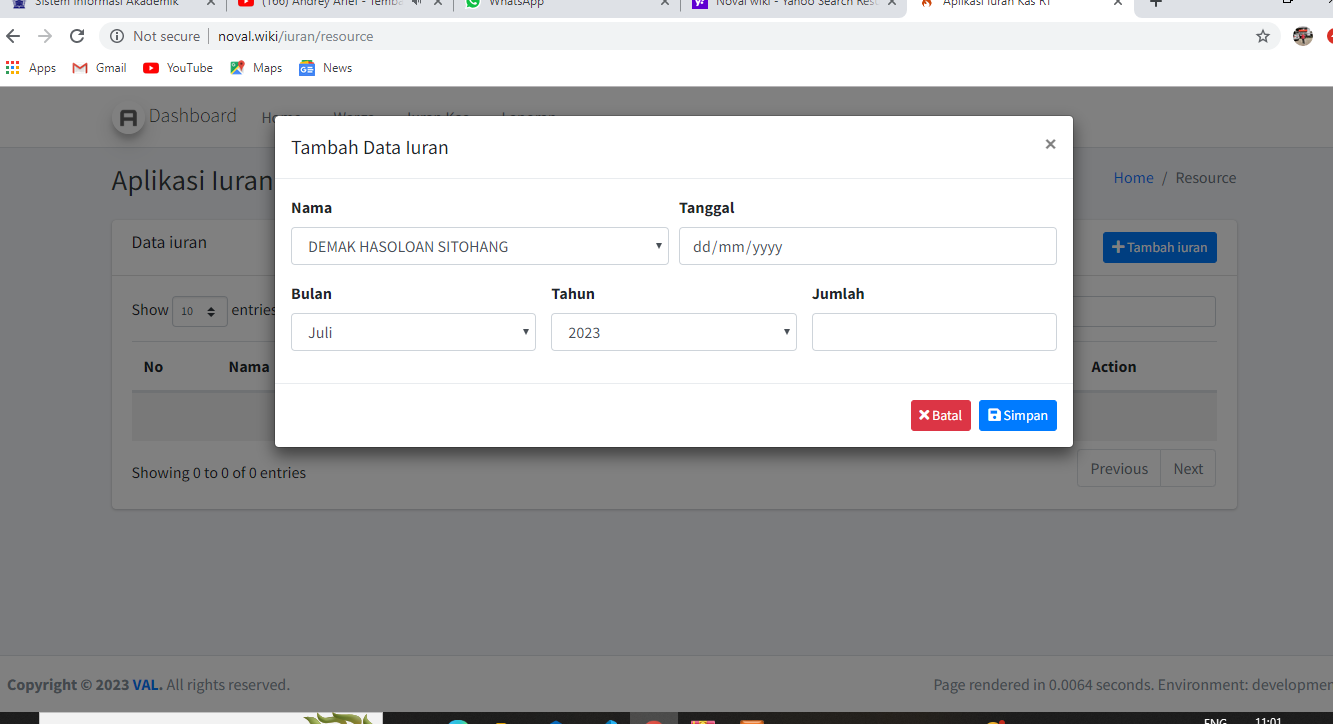 Sistem Informasi Akademik
(166) Andrey Arief - Temba
WhatsApp
Noval wiki - Yahoo Search Resu
Aplikasi Iuran Kas RT
Not secure | noval.wiki/iuran/resource
Apps Gmail YouTube Maps News
Dashboard Home Warga Iuran Kas Laporan
Tambah Data Iuran ×
Aplikasi Iuran
Home / Resource
Nama Tanggal
DEMAK HASOLOAN SITOHANG dd/mm/yyyy
Data iuran
Tambah iuran
Bulan Tahun Jumlah
Juli 2023
Show 10 entries
No Nama Action
Batal Simpan
Showing 0 to 0 of 0 entries
Previous Next
Copyright © 2023 VAL. All rights reserved.
Page rendered in 0.0064 seconds. Environment: developmen
ENG 11:01